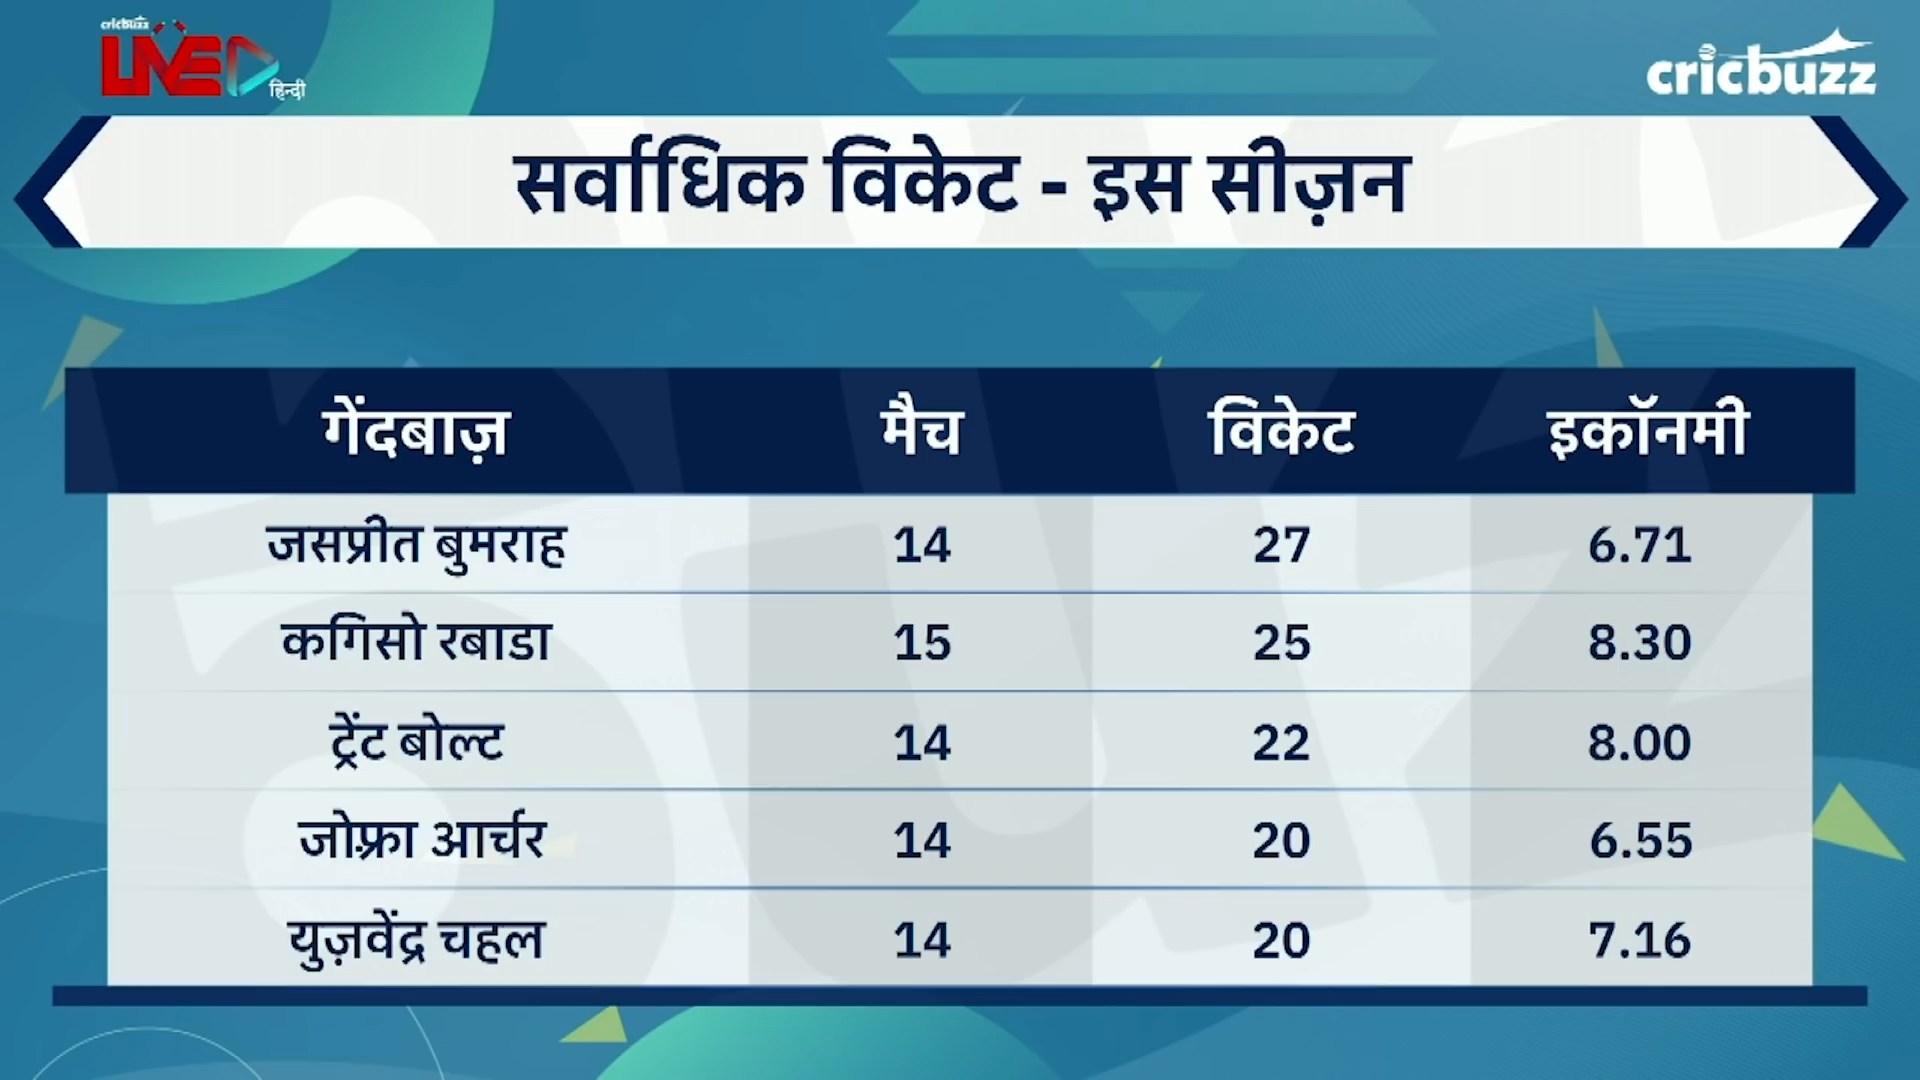 cricbuzz
LIVE
हिन्दी
cricbuzz
सर्वाधिक विकेट - इस सीज़न
गेंदबाज़ मैच विकेट इकॉनमी
जसप्रीत बुमराह 14 27 6.71
कगिसो रबाडा 15 25 8.30
ट्रेंट बोल्ट 14 22 8.00
जोफ़्रा आर्चर 14 20 6.55
युज़वेंद्र चहल 14 20 7.16